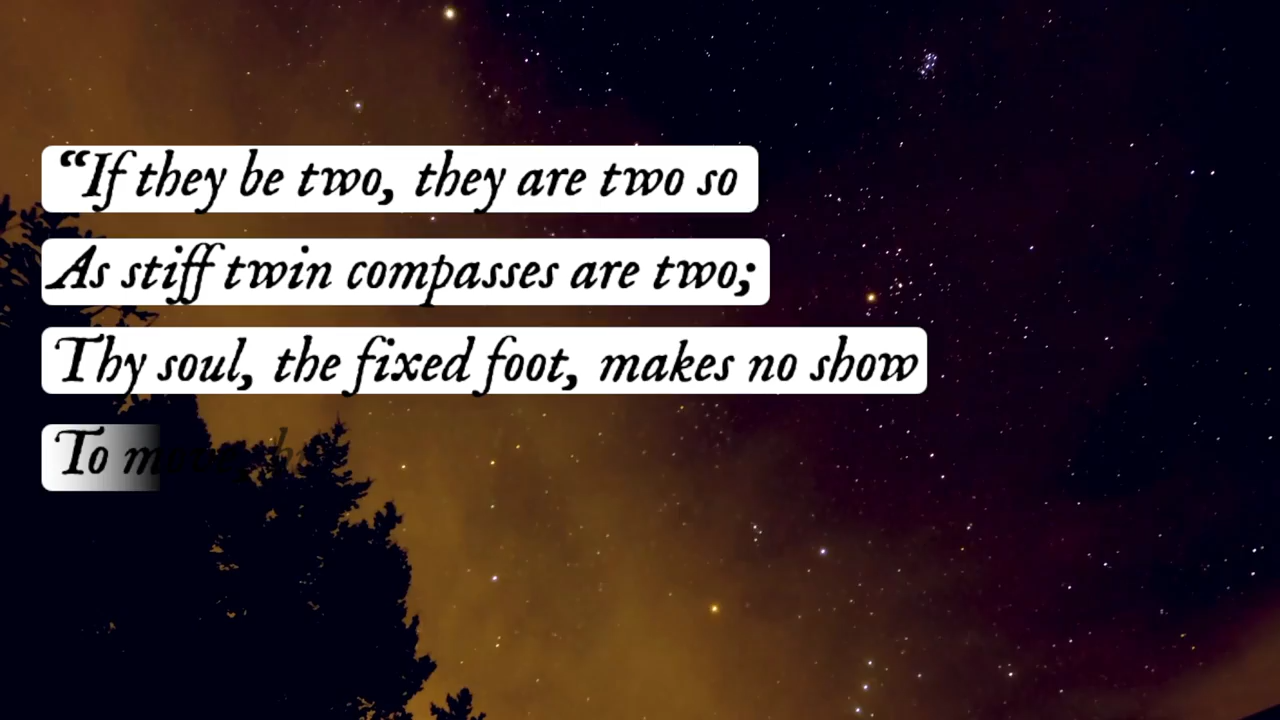 “If they be two, they are two so
As stiff twin compasses are two;
Thy soul, the fixed foot, makes no show
To move,